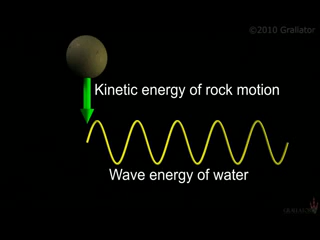 ©2010 Grallator
Kinetic energy of rock motion
Wave energy of water